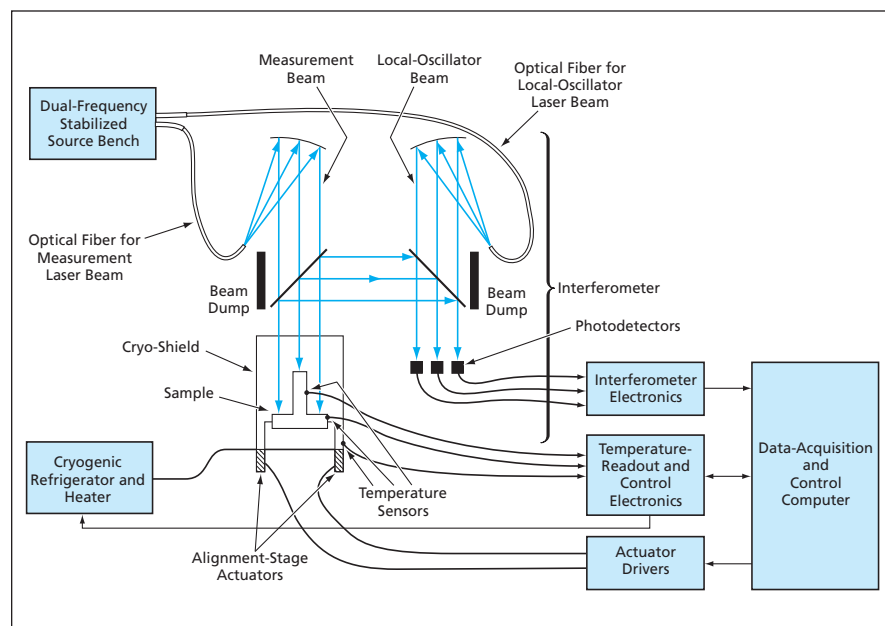 Measurement
Beam
Local-Oscillator
Beam
Optical Fiber for
Local-Oscillator
Laser Beam
Dual-Frequency
Stabilized
Source Bench
Optical Fiber for
Measurement
Laser Beam
Beam
Dump
Beam
Dump
Interferometer
Photodetectors
Cryo-Shield
Sample
Interferometer
Electronics
Cryogenic
Refrigerator and
Heater
Temperature
Sensors
Temperature-
Readout and
Control
Electronics
Data-Acquisition
and
Control
Computer
Alignment-Stage
Actuators
Actuator
Drivers